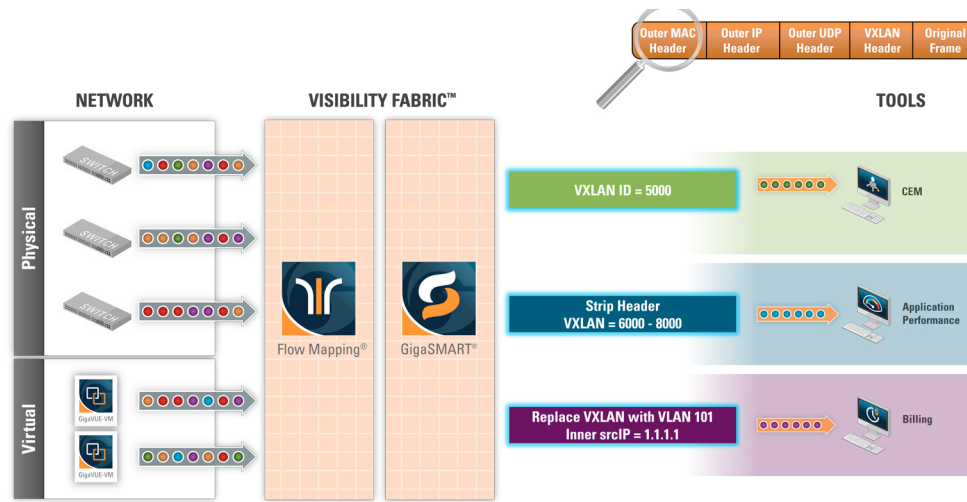 Outer MAC Header
Outer IP Header
Outer UDP Header
VXLAN Header
Original Frame
NETWORK
VISIBILITY FABRIC™
TOOLS
Physical
SWITCH
SWITCH
SWITCH
Virtual
GigaVUE-VM
GigaVUE-VM
Flow Mapping®
GigaSMART®
VXLAN ID = 5000
CEM
Strip Header
VXLAN = 6000 - 8000
Application
Performance
Replace VXLAN with VLAN 101
Inner srcIP = 1.1.1.1
Billing